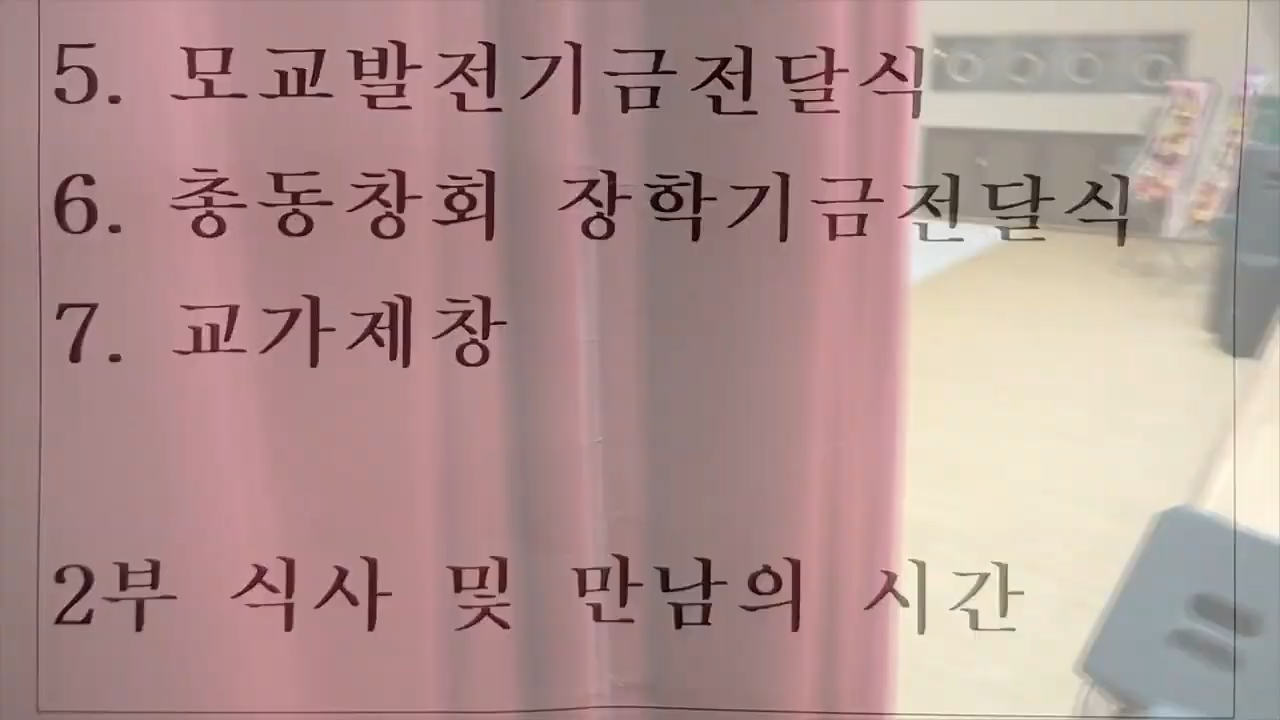 5. 모교발전기금전달식
6. 총동창회 장학기금전달식
7. 교가제창
2부 식사 및 만남의 시간